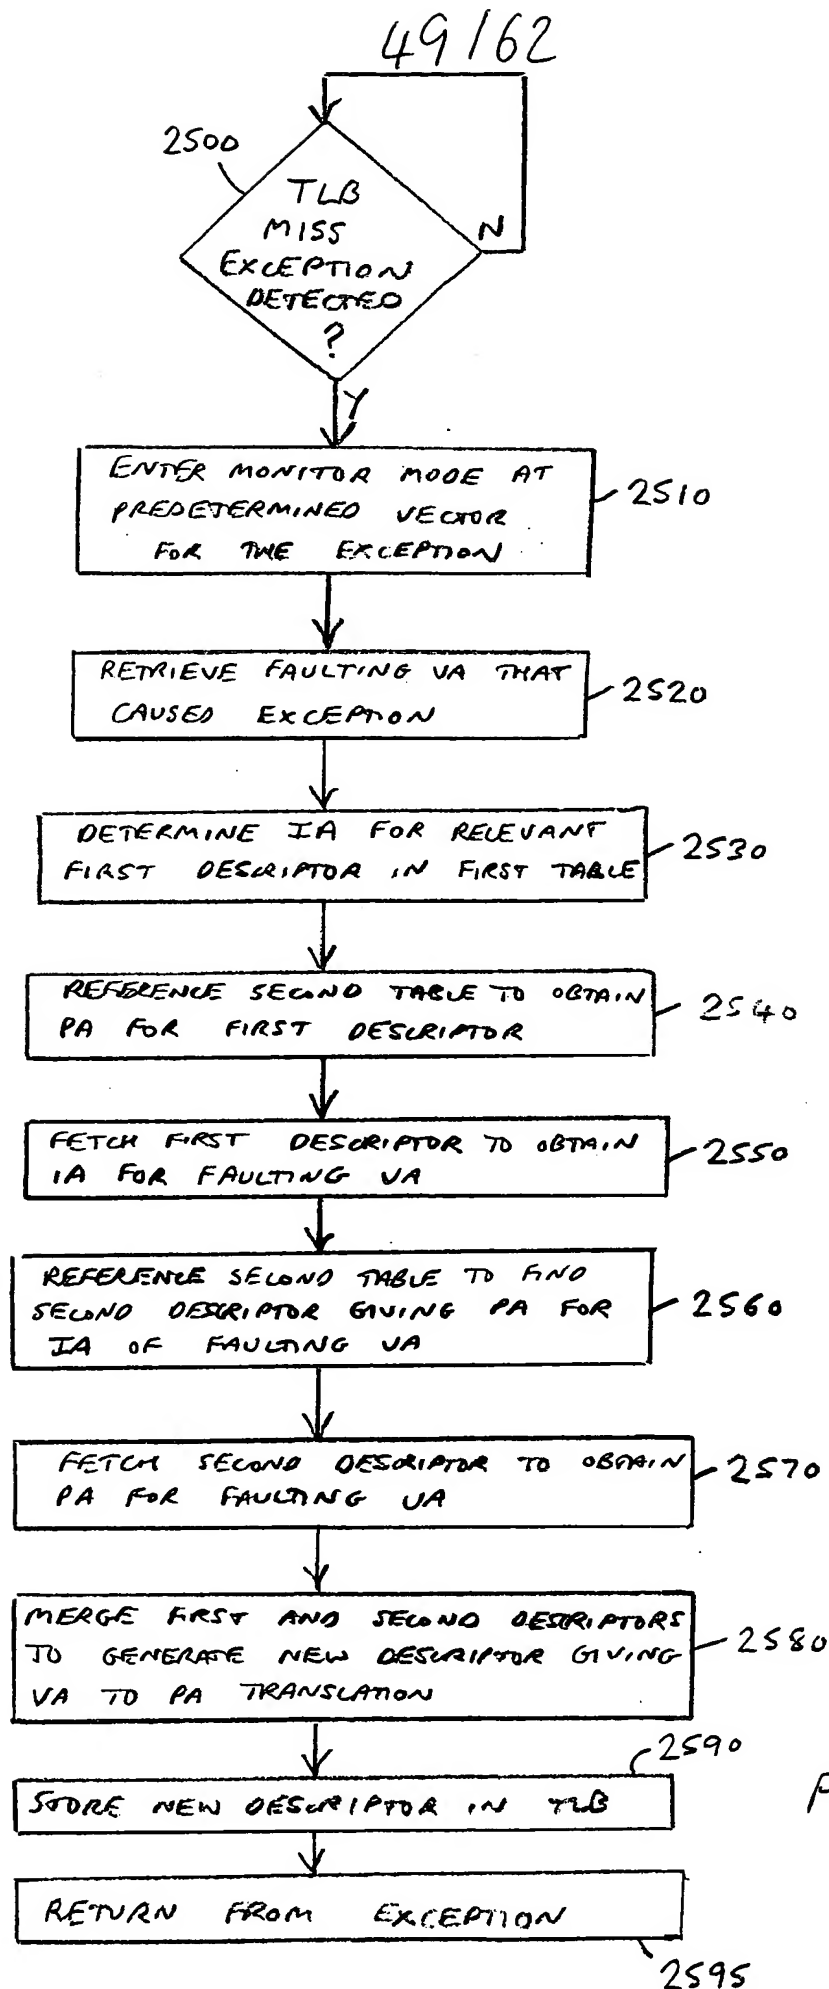 49/62
2500
TLB
MISS
EXCEPTION
DETECTED
?
N
Y
ENTER MONITOR MODE AT
PREDETERMINED VECTOR
FOR THE EXCEPTION
2510
RETRIEVE FAULTING VA THAT
CAUSED EXCEPTION
2520
DETERMINE IA FOR RELEVANT
FIRST DESCRIPTOR IN FIRST TABLE
2530
REFERENCE SECOND TABLE TO OBTAIN
PA FOR FIRST DESCRIPTOR
2540
FETCH FIRST DESCRIPTOR TO OBTAIN
IA FOR FAULTING VA
2550
REFERENCE SECOND TABLE TO FIND
SECOND DESCRIPTOR GIVING PA FOR
IA OF FAULTING VA
2560
FETCH SECOND DESCRIPTOR TO OBTAIN
PA FOR FAULTING VA
2570
MERGE FIRST AND SECOND DESCRIPTORS
TO GENERATE NEW DESCRIPTOR GIVING
VA TO PA TRANSLATION
2580
2590
STORE NEW DESCRIPTOR IN TLB
RETURN FROM EXCEPTION
2595